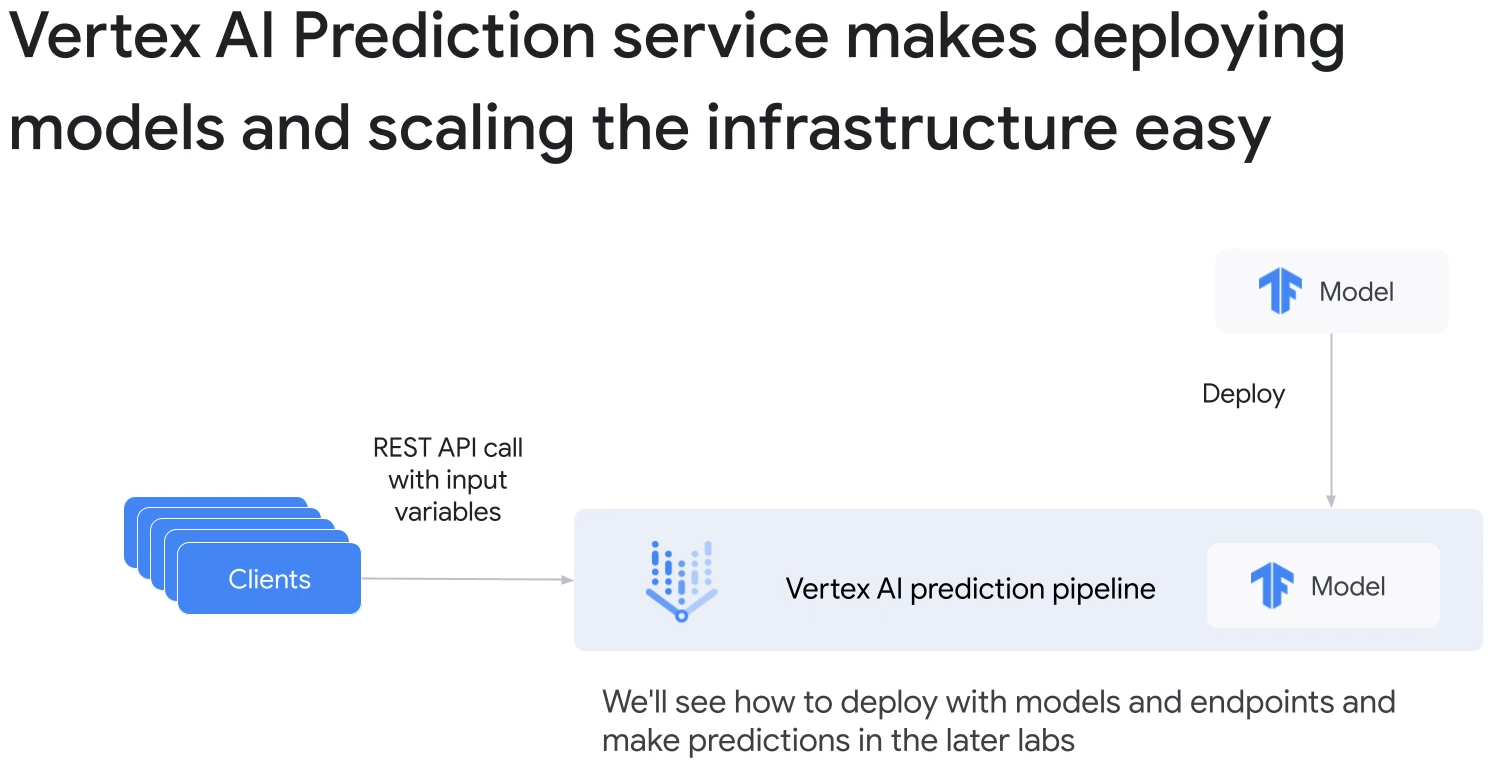 Vertex AI Prediction service makes deploying
models and scaling the infrastructure easy
Model
Deploy
REST API call
with input
variables
Clients
Vertex AI prediction pipeline
Model
We'll see how to deploy with models and endpoints and
make predictions in the later labs